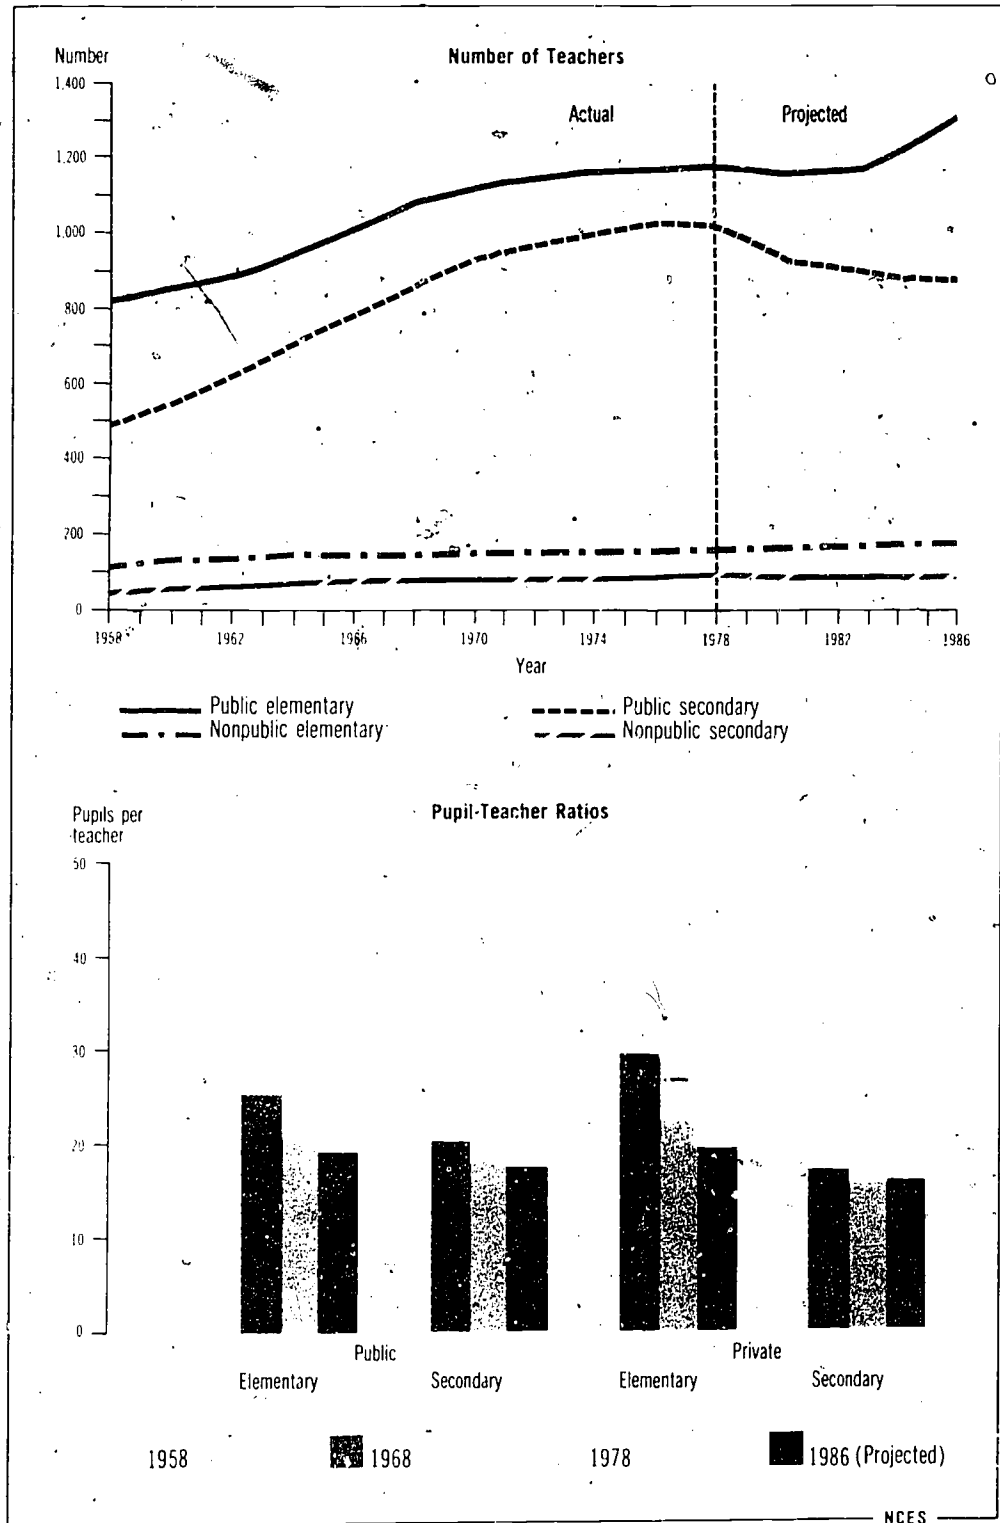 Number
Number of Teachers
1,400
Actual
Projected
1,200
1,000
800
600
400
200
0
1958 1962 1966 1970 1974 1978 1982 1986
Year
Public elementary
Public secondary
Nonpublic elementary
Nonpublic secondary
Pupils per
teacher
Pupil-Teacher Ratios
50
40
30
20
10
0
Public
Private
Elementary Secondary Elementary Secondary
1958 1968 1978 1986 (Projected)
NCES